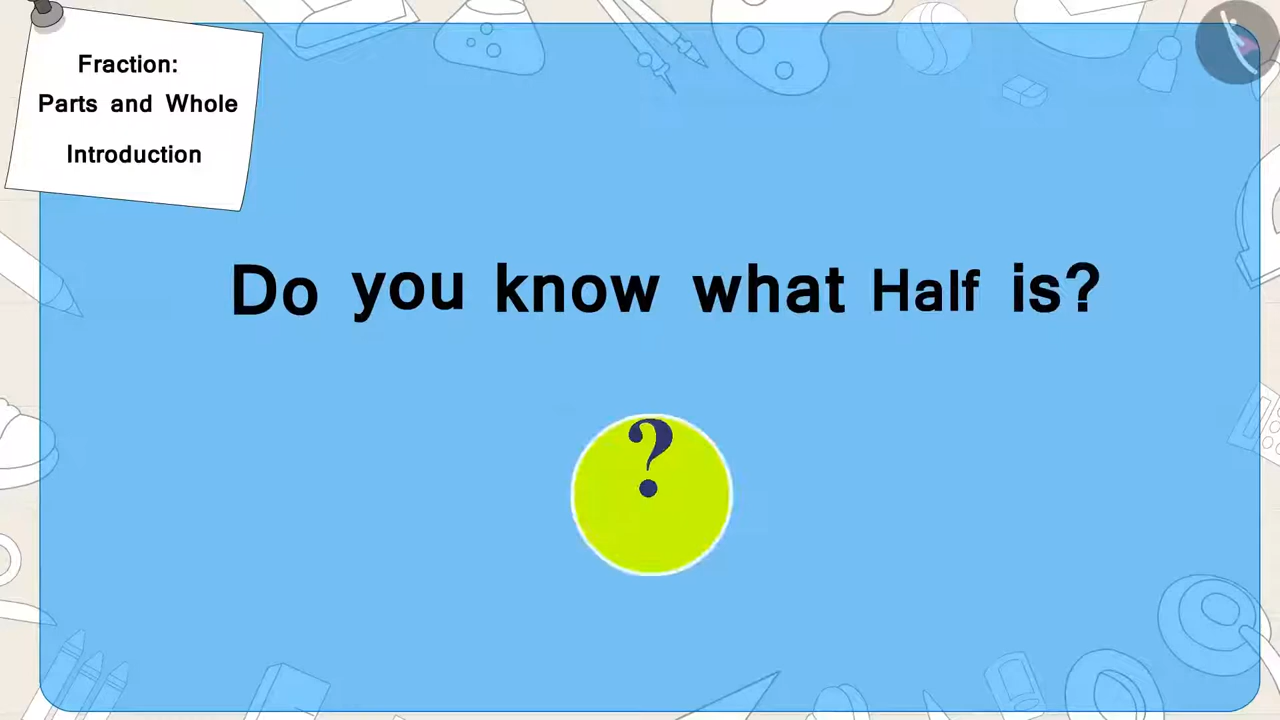 Fraction:
Parts and Whole
Introduction
Do you know what Half is?
?